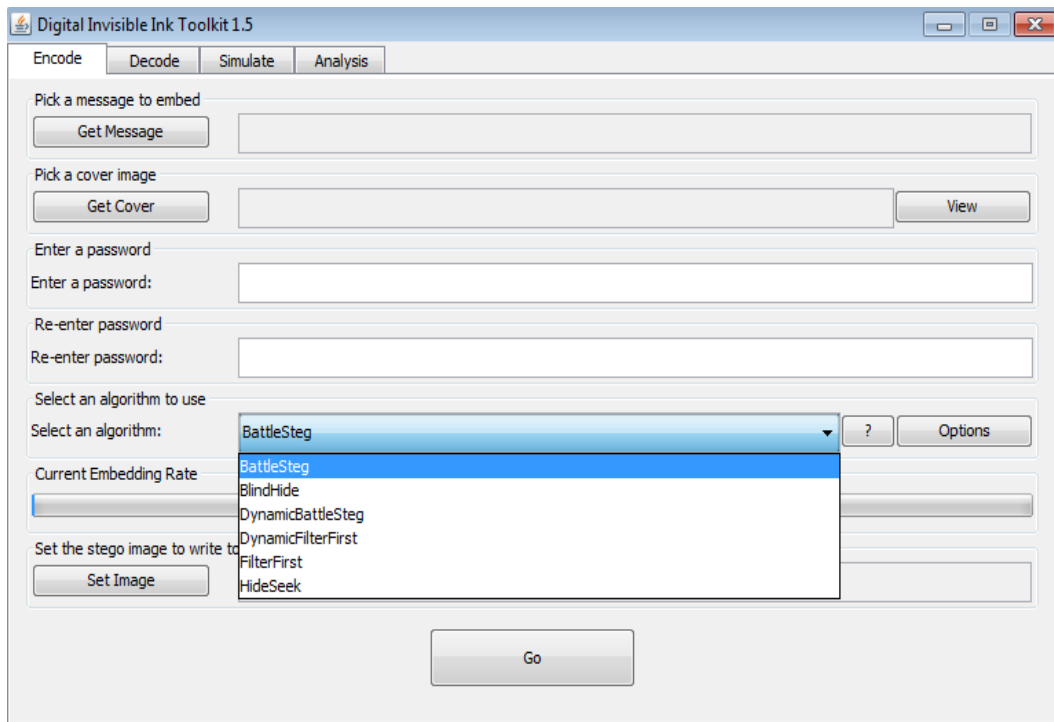 Digital Invisible Ink Toolkit 1.5
Encode Decode Simulate Analysis
Pick a message to embed
Get Message
Pick a cover image
Get Cover View
Enter a password
Enter a password:
Re-enter password
Re-enter password:
Select an algorithm to use
Select an algorithm: BattleSteg ? Options
BattleSteg
Current Embedding Rate
BlindHide
DynamicBattleSteg
DynamicFilterFirst
Set the stego image to write to
FilterFirst
Set Image
HideSeek
Go